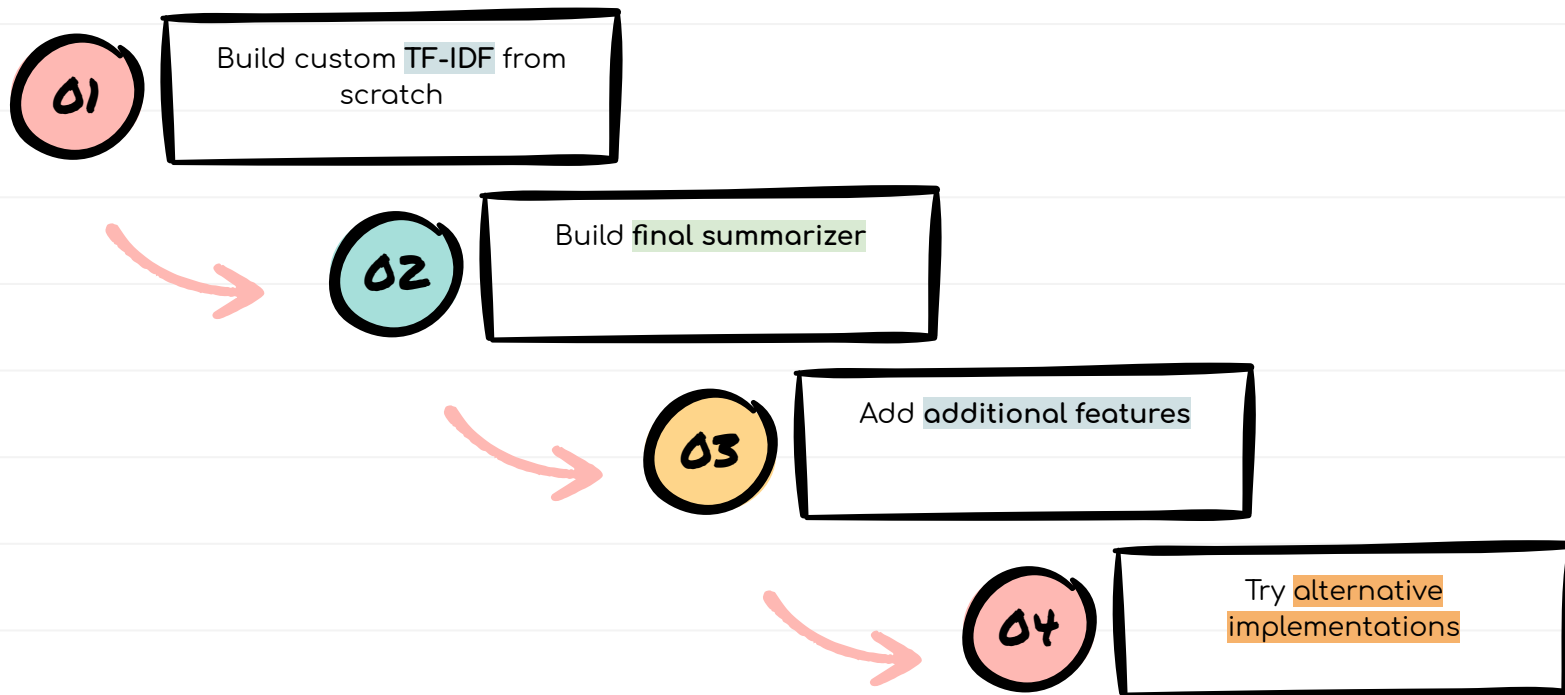 01
Build custom TF-IDF from
scratch
02
Build final summarizer
03
Add additional features
04
Try alternative
implementations